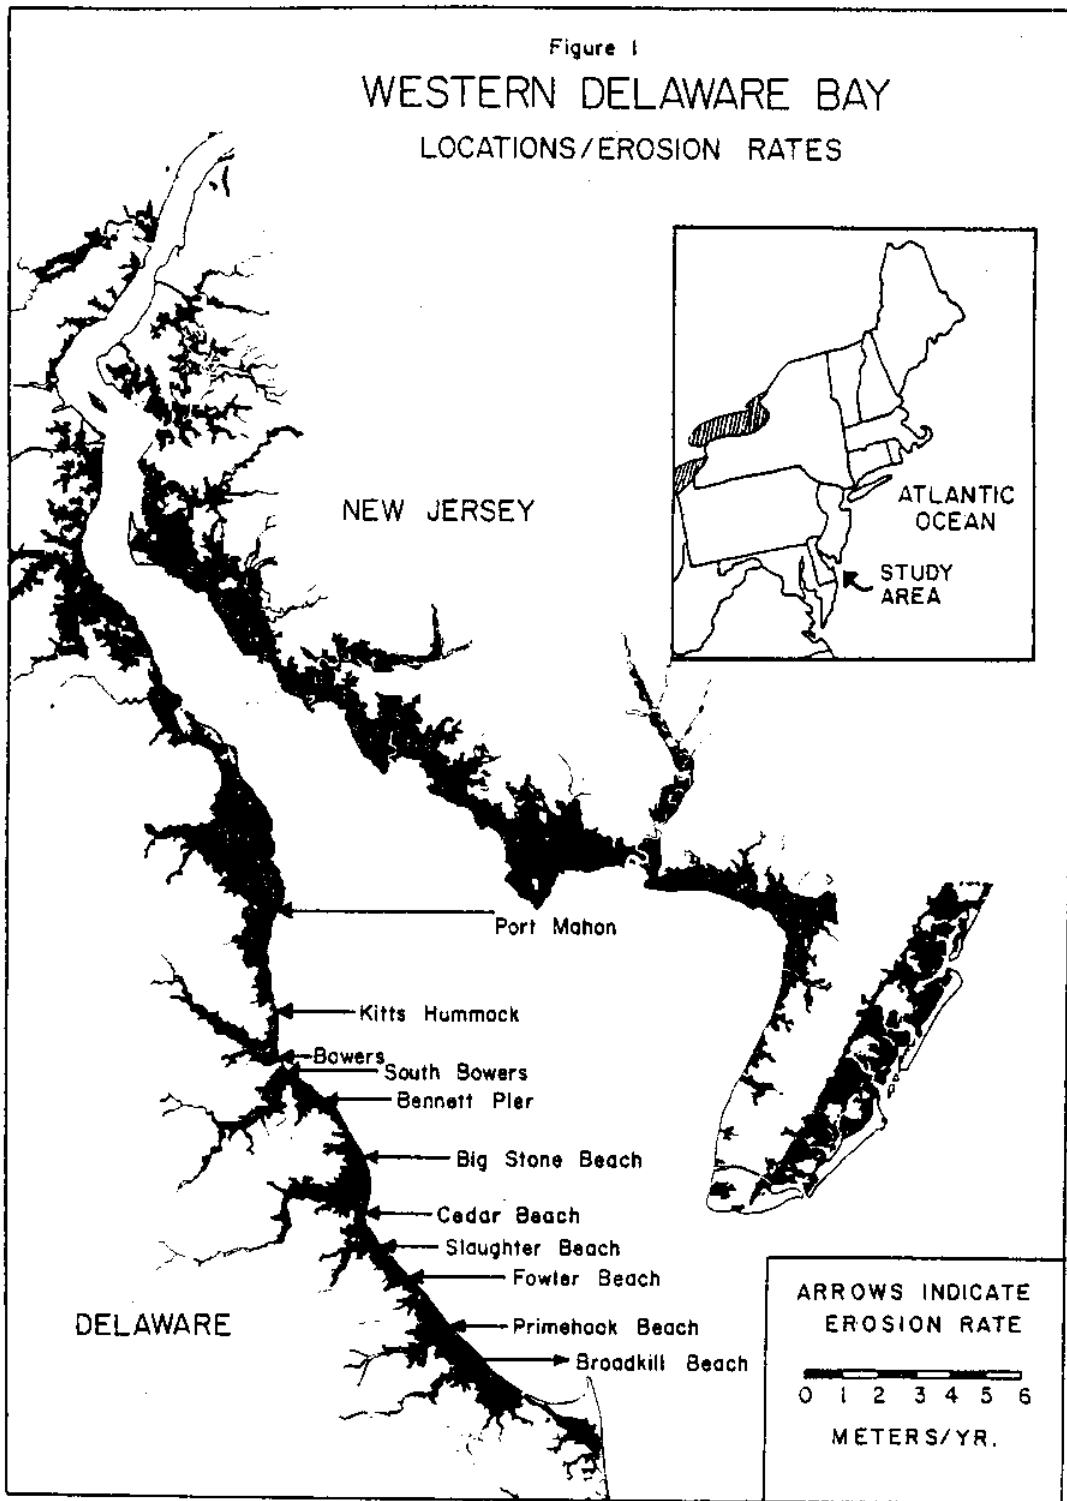 Figure 1
WESTERN DELAWARE BAY
LOCATIONS/EROSION RATES
NEW JERSEY
ATLANTIC
OCEAN
STUDY
AREA
Port Mahon
Kitts Hummock
Bowers
South Bowers
Bennett Pier
Big Stone Beach
Cedar Beach
Slaughter Beach
Fowler Beach
Primehook Beach
Broadkill Beach
DELAWARE
ARROWS INDICATE
EROSION RATE
0 1 2 3 4 5 6
METERS/YR.